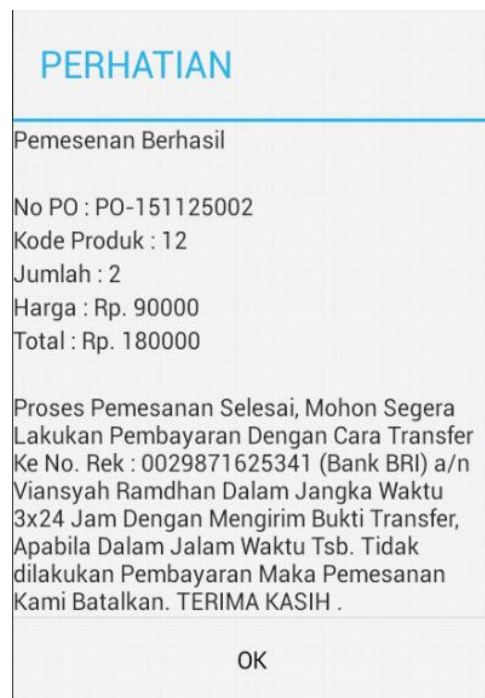 PERHATIAN
Pemesenan Berhasil
No PO : PO-151125002
Kode Produk : 12
Jumlah : 2
Harga : Rp. 90000
Total : Rp. 180000
Proses Pemesanan Selesai, Mohon Segera
Lakukan Pembayaran Dengan Cara Transfer
Ke No. Rek : 0029871625341 (Bank BRI) a/n
Viansyah Ramdhan Dalam Jangka Waktu
3x24 Jam Dengan Mengirim Bukti Transfer,
Apabila Dalam Jalam Waktu Tsb. Tidak
dilakukan Pembayaran Maka Pemesanan
Kami Batalkan. TERIMA KASIH .
OK